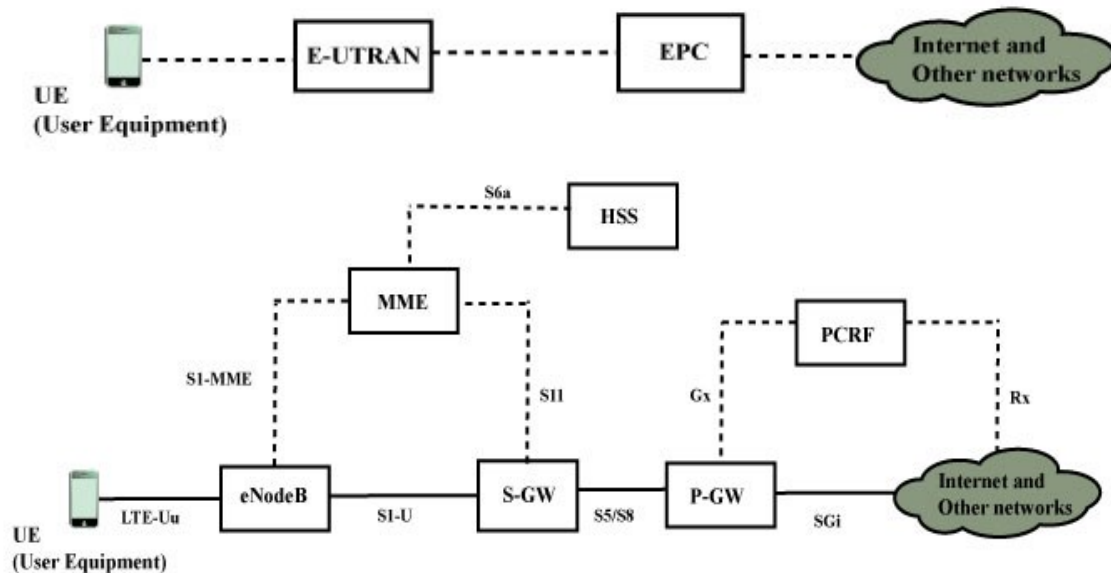 E-UTRAN
EPC
Internet and
Other networks
UE
(User Equipment)
S6a
HSS
MME
PCRF
S1-MME
S11
Gx
Rx
eNodeB
S-GW
P-GW
Internet and
Other networks
LTE-Uu
S1-U
S5/S8
SGi
UE
(User Equipment)